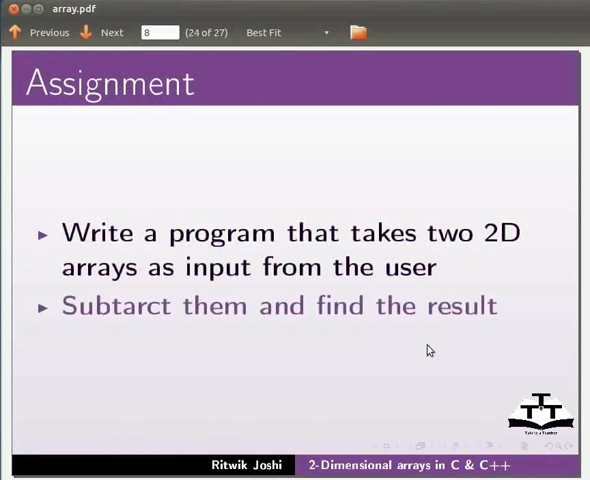 array.pdf
Previous Next 8 (24 of 27) Best Fit
Assignment
Write a program that takes two 2D
arrays as input from the user
Subtarct them and find the result
TTT
Ritwik Joshi 2-Dimensional arrays in C & C++